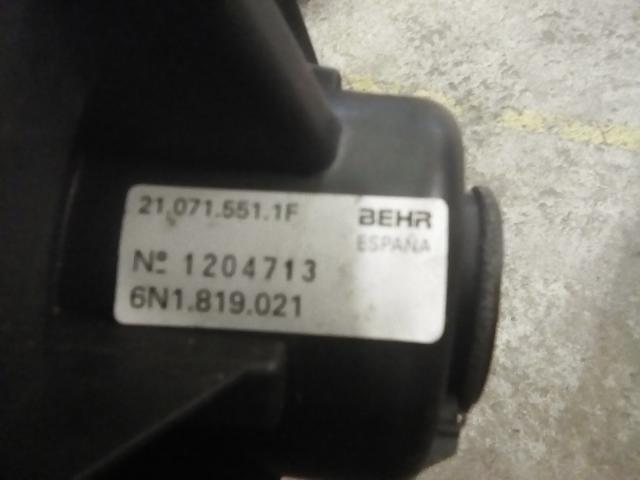 21.071.551.1F BEHR
ESPAÑA
Nº 1204713
6N1.819.021